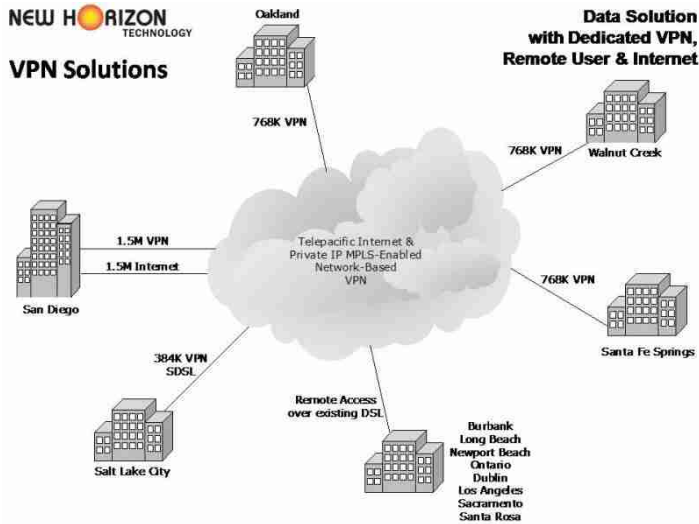 NEW HORIZON
TECHNOLOGY
VPN Solutions
Data Solution
with Dedicated VPN,
Remote User & Internet
Oakland
768K VPN
Walnut Creek
768K VPN
Telepacific Internet &
Private IP MPLS-Enabled
Network-Based
VPN
1.5M VPN
1.5M Internet
San Diego
768K VPN
Santa Fe Springs
384K VPN
SDSL
Salt Lake City
Remote Access
over existing DSL
Burbank
Long Beach
Newport Beach
Ontario
Dublin
Los Angeles
Sacramento
Santa Rosa